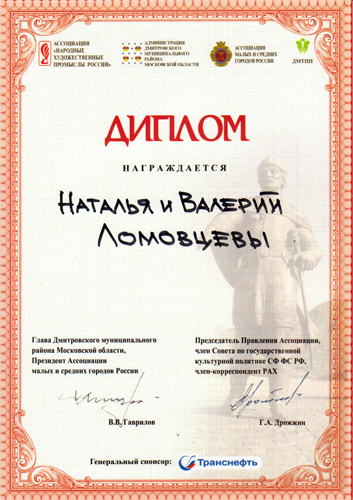 АССОЦИАЦИЯ
«НАРОДНЫЕ
ХУДОЖЕСТВЕННЫЕ
ПРОМЫСЛЫ РОССИИ»
АДМИНИСТРАЦИЯ
ДМИТРОВСКОГО
МУНИЦИПАЛЬНОГО
РАЙОНА
МОСКОВСКОЙ ОБЛАСТИ
АССОЦИАЦИЯ
МАЛЫХ И СРЕДНИХ
ГОРОДОВ РОССИИ
ДМТПП
ДИПЛОМ
НАГРАЖДАЕТСЯ
НАТАЛЬЯ И ВАЛЕРИЙ
ЛОМОВЦЕВЫ
Глава Дмитровского муниципального
района Московской области,
Президент Ассоциации
малых и средних городов России
В.В. Гаврилов
Председатель Правления Ассоциации,
член Совета по государственной
культурной политике СФ ФС РФ,
член-корреспондент РАХ
Г.А. Дрожжин
Генеральный спонсор: Транснефть